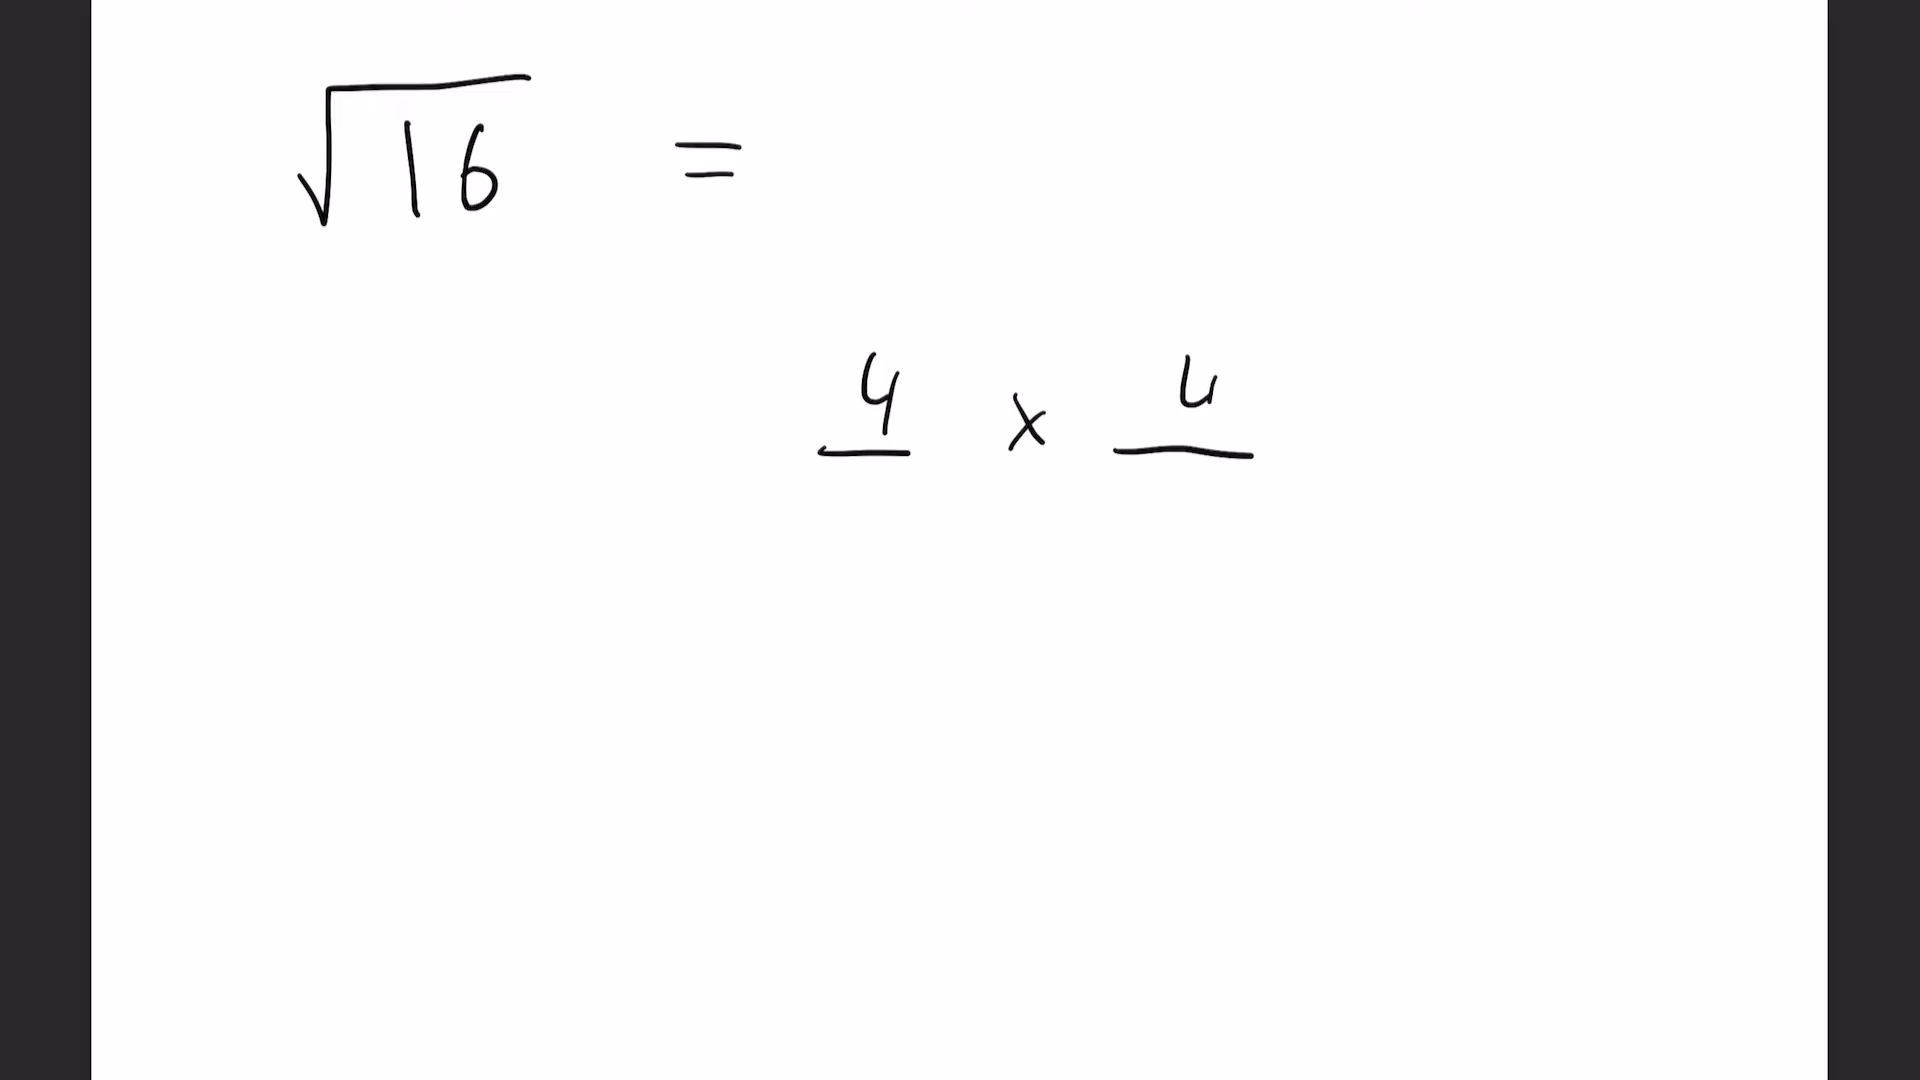 √16 =
4 x 4